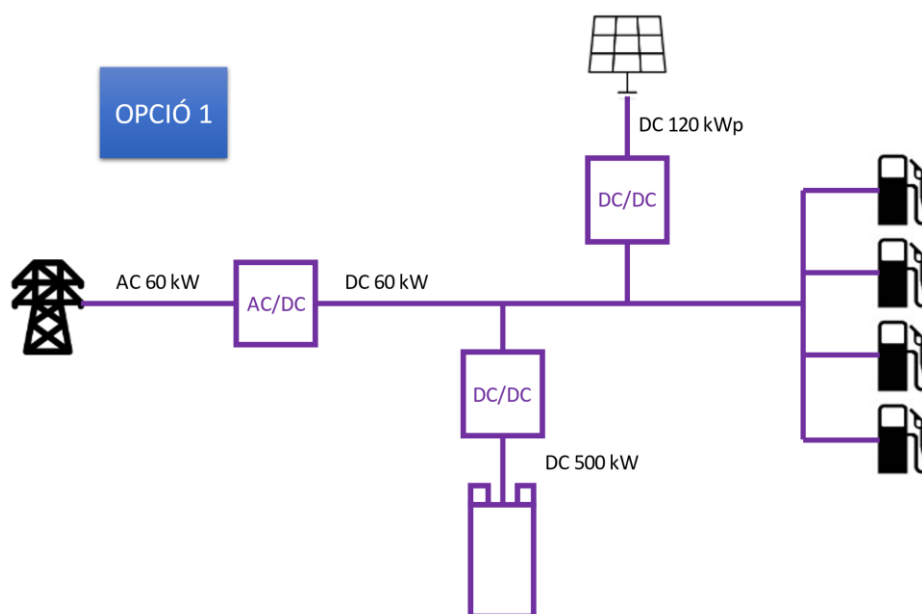 OPCIÓ 1
DC 120 kWp
DC/DC
AC 60 kW
AC/DC
DC 60 kW
DC/DC
DC 500 kW